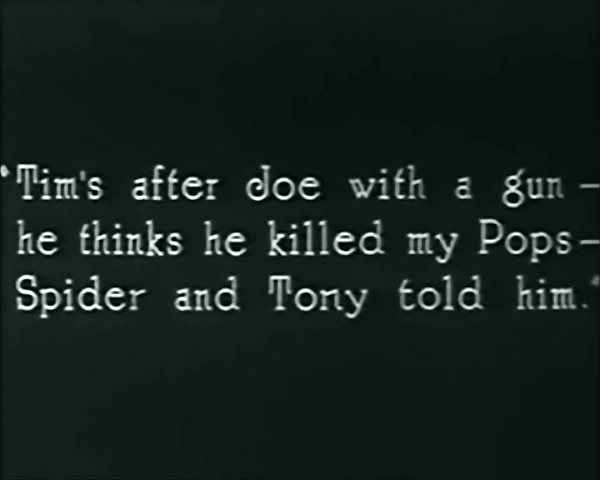 "Tim's after Joe with a gun —
he thinks he killed my Pops —
Spider and Tony told him."